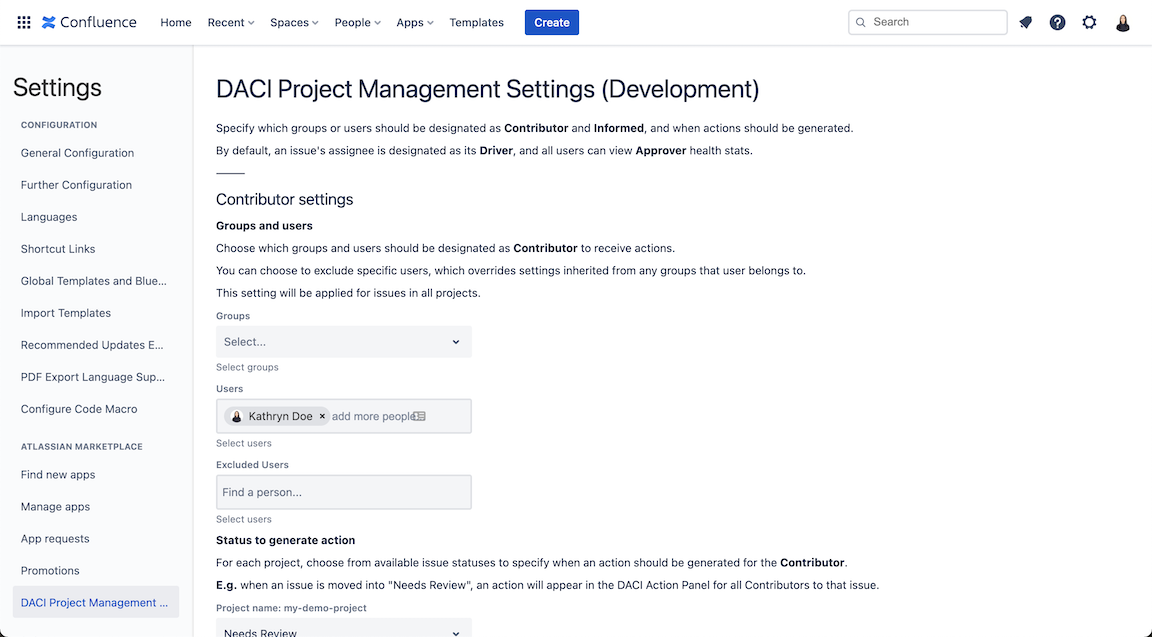 Confluence
Home Recent Spaces People Apps Templates Create Search
Settings
CONFIGURATION
General Configuration
Further Configuration
Languages
Shortcut Links
Global Templates and Blue...
Import Templates
Recommended Updates E...
PDF Export Language Sup...
Configure Code Macro
ATLASSIAN MARKETPLACE
Find new apps
Manage apps
App requests
Promotions
DACI Project Management ...
DACI Project Management Settings (Development)
Specify which groups or users should be designated as Contributor and Informed, and when actions should be generated.
By default, an issue's assignee is designated as its Driver, and all users can view Approver health stats.
Contributor settings
Groups and users
Choose which groups and users should be designated as Contributor to receive actions.
You can choose to exclude specific users, which overrides settings inherited from any groups that user belongs to.
This setting will be applied for issues in all projects.
Groups
Select...
Select groups
Users
Kathryn Doe × add more people
Select users
Excluded Users
Find a person...
Select users
Status to generate action
For each project, choose from available issue statuses to specify when an action should be generated for the Contributor.
E.g. when an issue is moved into "Needs Review", an action will appear in the DACI Action Panel for all Contributors to that issue.
Project name: my-demo-project
Needs Review